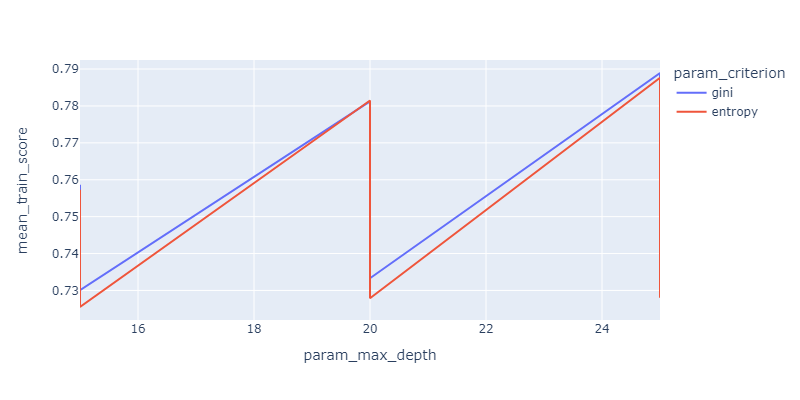 0.79
0.78
0.77
0.76
0.75
0.74
0.73
mean_train_score
16 18 20 22 24
param_max_depth
param_criterion
gini
entropy